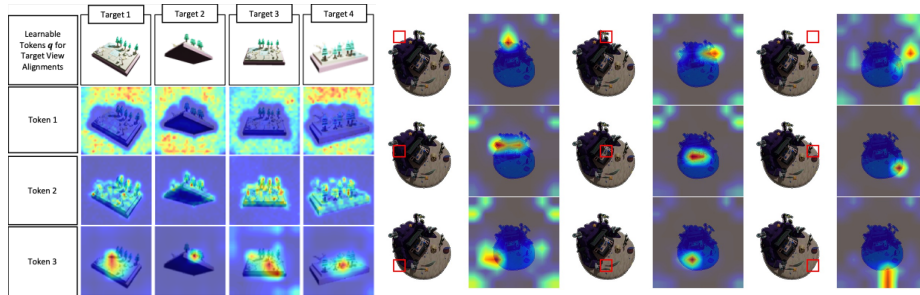 Target 1
Target 2
Target 3
Target 4
Learnable
Tokens q for
Target View
Alignments
Token 1
Token 2
Token 3